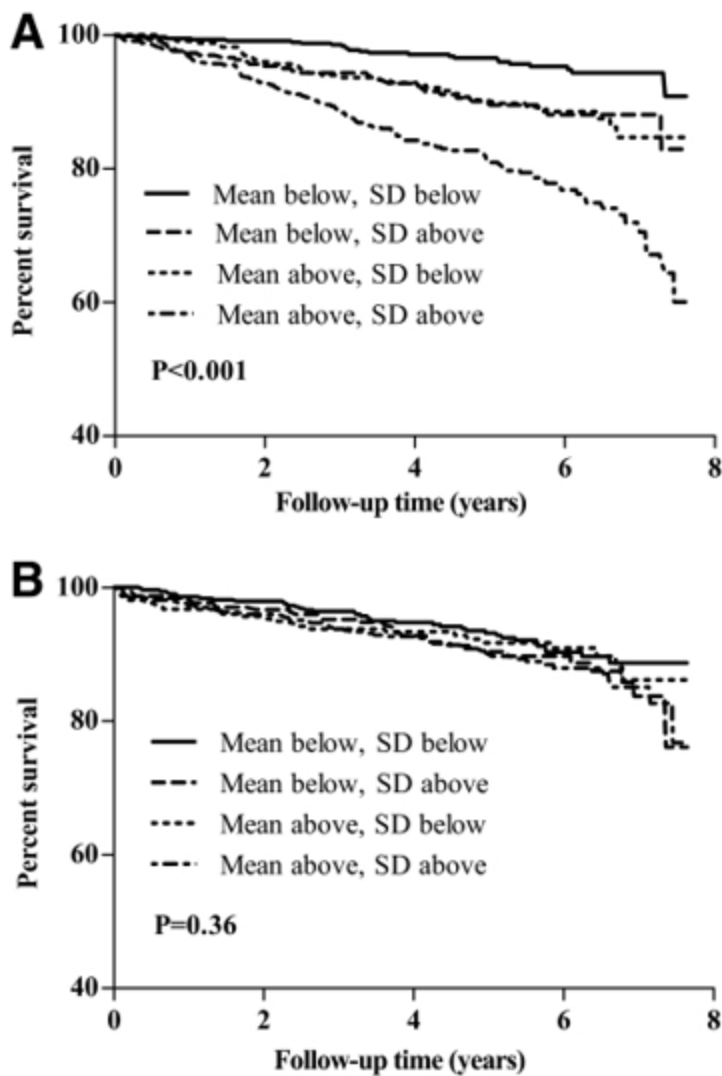 A
100
80
60
40
Percent survival
Mean below, SD below
Mean below, SD above
Mean above, SD below
Mean above, SD above
P<0.001
0 2 4 6 8
Follow-up time (years)
B
100
80
60
40
Percent survival
Mean below, SD below
Mean below, SD above
Mean above, SD below
Mean above, SD above
P=0.36
0 2 4 6 8
Follow-up time (years)